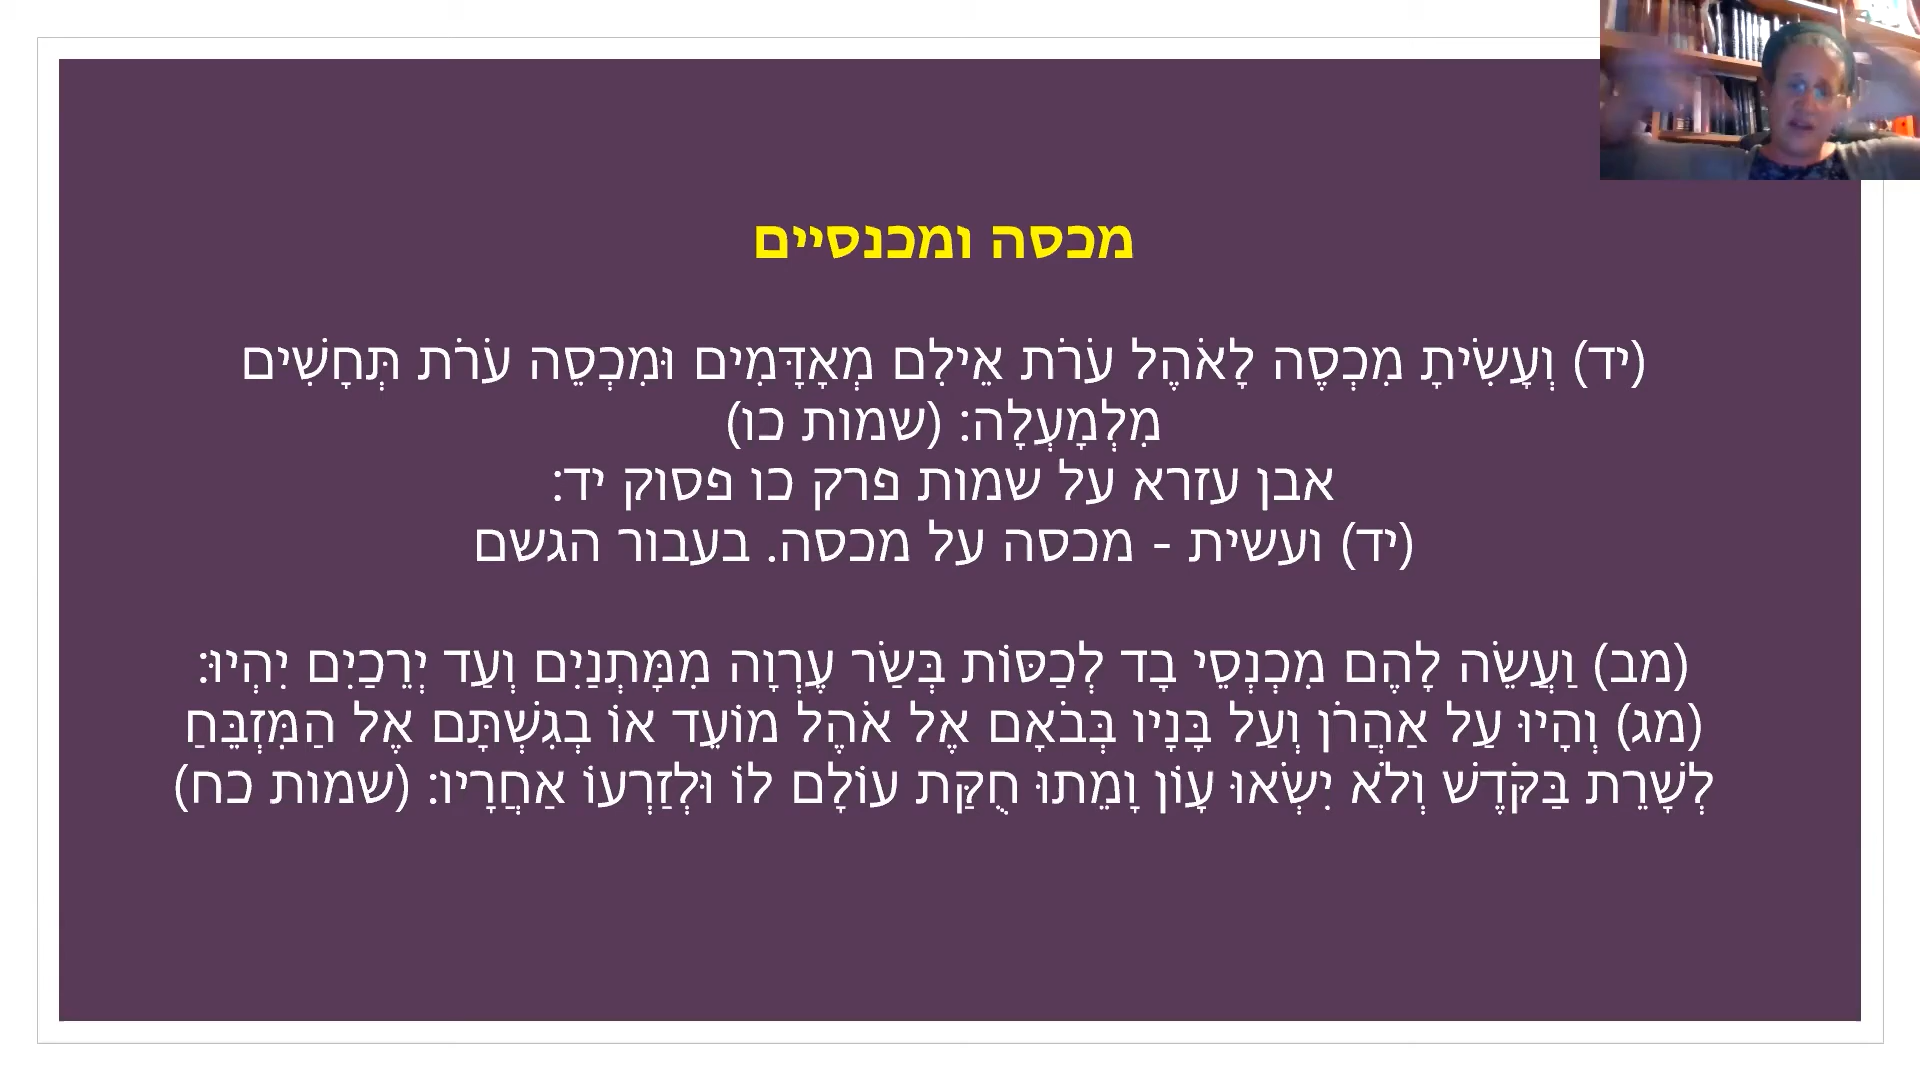 מכסה ומכנסיים
(יד) וְעָשִׂיתָ מִכְסֶה לָאֹהֶל עֹרֹת אֵילִם מְאָדָּמִים וּמִכְסֵה עֹרֹת תְּחָשִׁים
מִלְמָעְלָה: (שמות כו)
אבן עזרא על שמות פרק כו פסוק יד:
(יד) ועשית - מכסה על מכסה. בעבור הגשם
(מב) וַעֲשֵׂה לָהֶם מִכְנְסֵי בָד לְכַסּוֹת בְּשַׂר עֶרְוָה מִמָּתְנַיִם וְעַד יְרֵכַיִם יִהְיוּ:
(מג) וְהָיוּ עַל אַהֲרֹן וְעַל בָּנָיו בְּבֹאָם אֶל אֹהֶל מוֹעֵד אוֹ בְגִשְׁתָּם אֶל הַמִּזְבֵּחַ
לְשָׁרֵת בַּקֹּדֶשׁ וְלֹא יִשְׂאוּ עָוֹן וָמֵתוּ חֻקַּת עוֹלָם לוֹ וּלְזַרְעוֹ אַחֲרָיו: (שמות כח)